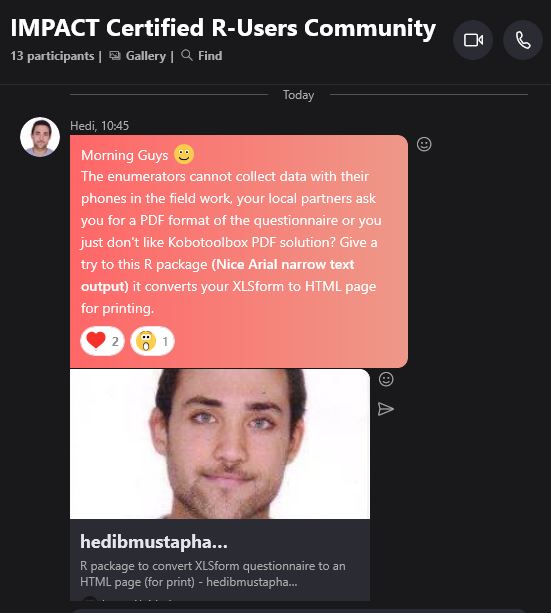 IMPACT Certified R-Users Community
13 participants | Gallery | Find
Today
Hedi, 10:45
Morning Guys
The enumerators cannot collect data with their
phones in the field work, your local partners ask
you for a PDF format of the questionnaire or you
just don't like Kobotoolbox PDF solution? Give a
try to this R package (Nice Arial narrow text
output) it converts your XLSform to HTML page
for printing.
2
1
hedibmustapha...
R package to convert XLSform questionnaire to an
HTML page (for print) - hedibmustapha...